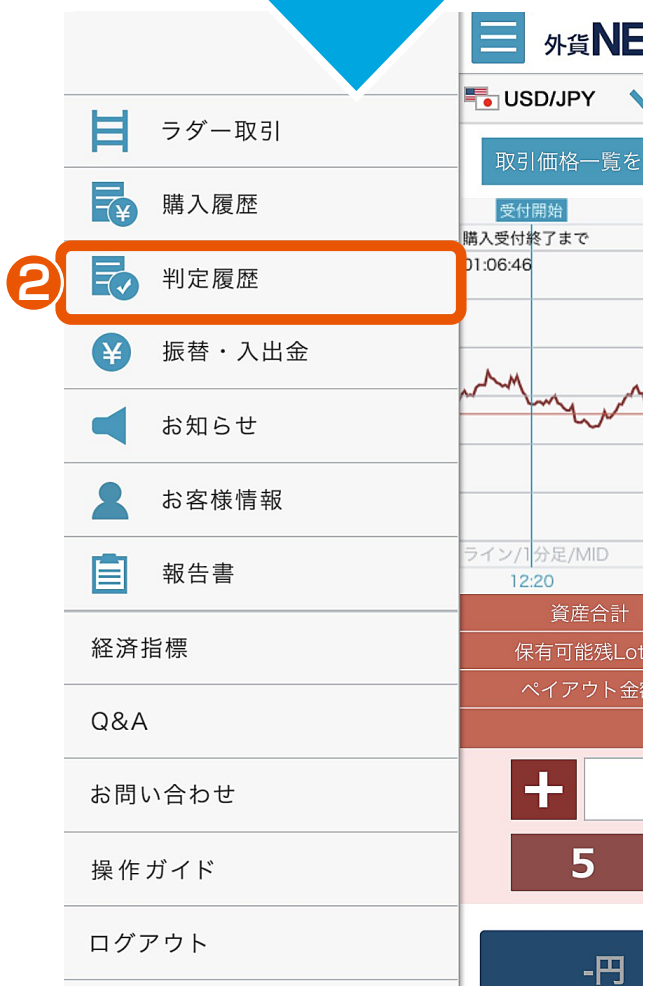 外貨NE
ラダー取引
購入履歴
2
判定履歴
振替・入出金
お知らせ
お客様情報
報告書
経済指標
Q&A
お問い合わせ
操作ガイド
ログアウト
USD/JPY
取引価格一覧を
受付開始
購入受付終了まで
01:06:46
ライン/1分足/MID
12:20
資産合計
保有可能残Lot
ペイアウト金
+
5
-円